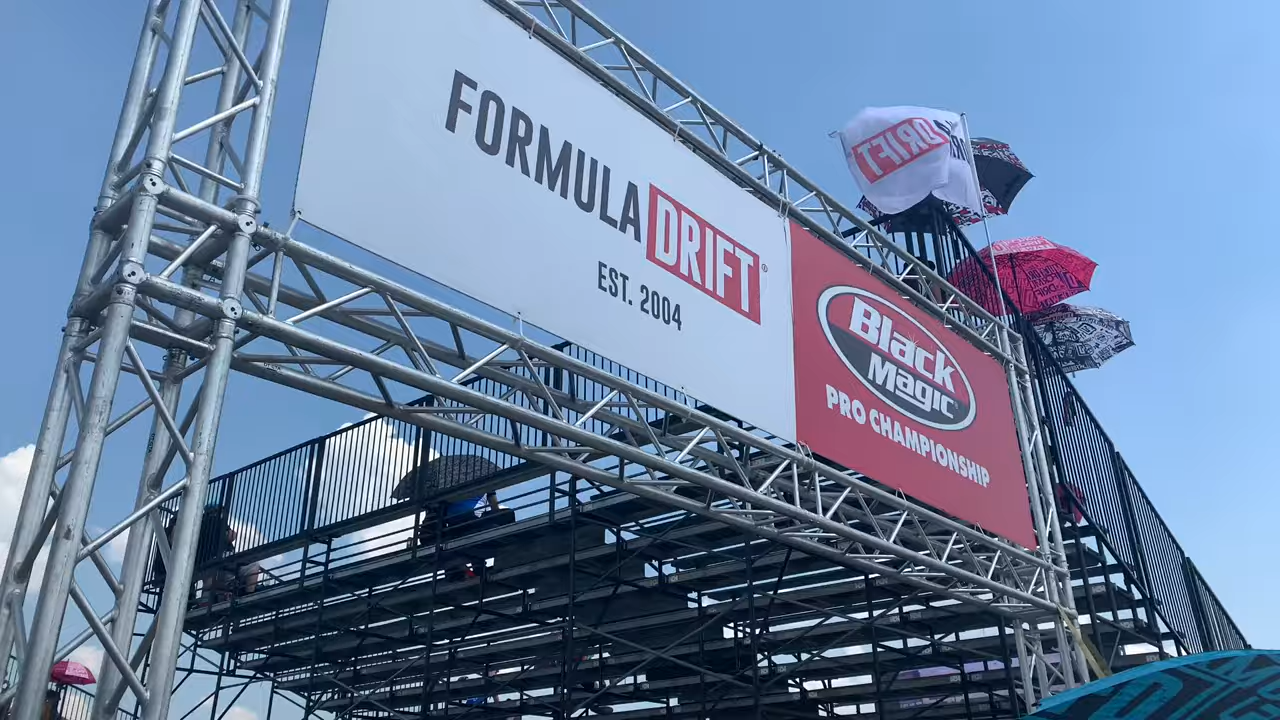 FORMULA DRIFT®
EST. 2004
Black
Magic
PRO CHAMPIONSHIP
DRIFT